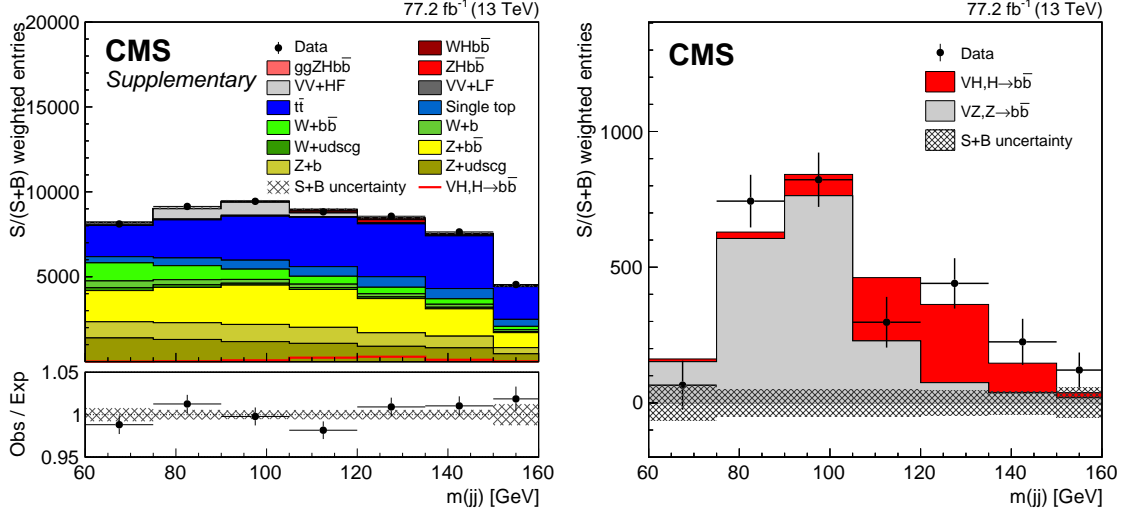 77.2 fb⁻¹ (13 TeV)
CMS
Supplementary
Data
WHbb̄
ggZHbb̄
ZHbb̄
VV+HF
VV+LF
tt̄
Single top
W+bb̄
W+b
W+udscg
Z+bb̄
Z+b
Z+udscg
S+B uncertainty
VH,H→bb̄
S/(S+B) weighted entries
20000
15000
10000
5000
Obs / Exp
1.05
1
0.95
60 80 100 120 140 160
m(jj) [GeV]
77.2 fb⁻¹ (13 TeV)
CMS
Data
VH,H→bb̄
VZ,Z→bb̄
S+B uncertainty
S/(S+B) weighted entries
1000
500
0
60 80 100 120 140 160
m(jj) [GeV]